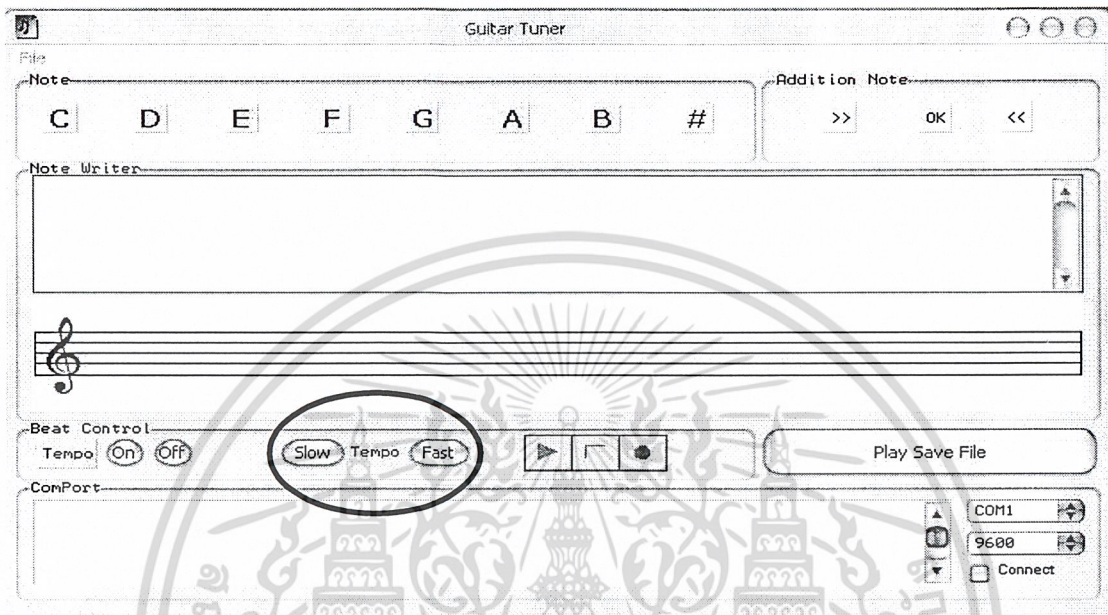 Guitar Tuner
File
Note
Addition Note
C D E F G A B # >> OK <<
Note Writer
Beat Control
Tempo On Off Slow Tempo Fast Play Save File
ComPort
COM1
9600
Connect